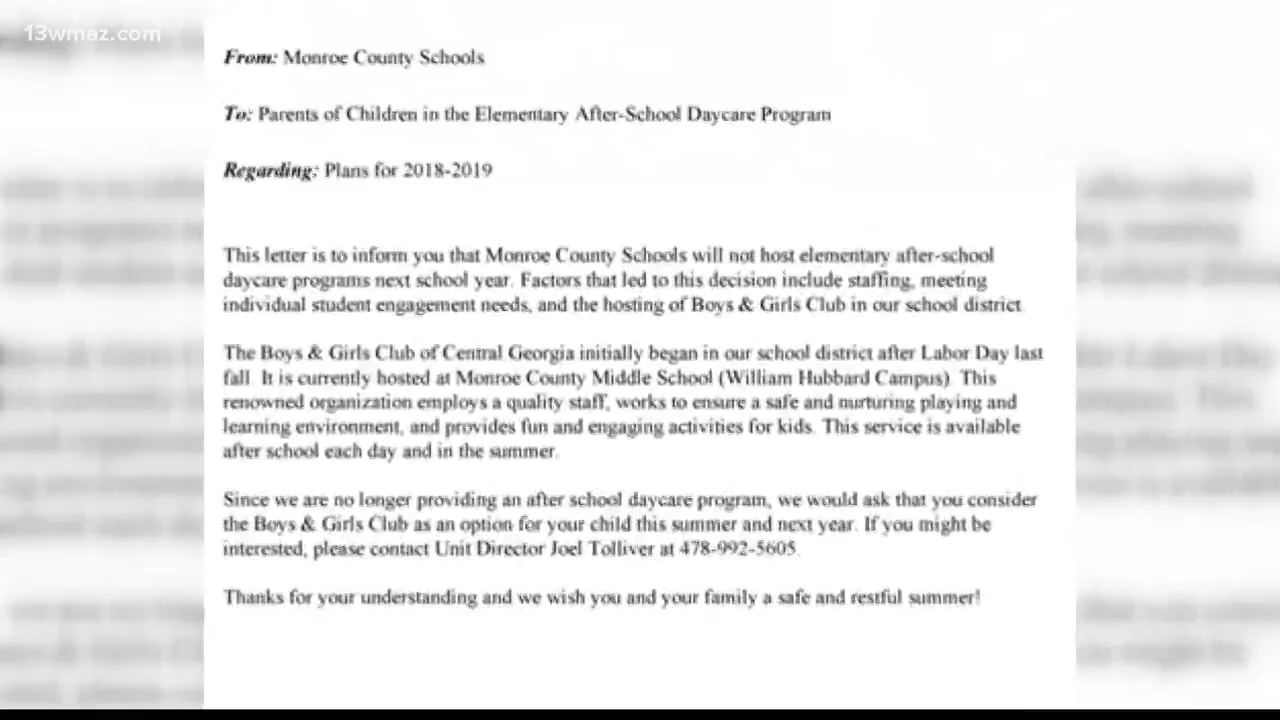 13wmaz.com
From: Monroe County Schools
To: Parents of Children in the Elementary After-School Daycare Program
Regarding: Plans for 2018-2019
This letter is to inform you that Monroe County Schools will not host elementary after-school
daycare programs next school year. Factors that led to this decision include staffing, meeting
individual student engagement needs, and the hosting of Boys & Girls Club in our school district.
The Boys & Girls Club of Central Georgia initially began in our school district after Labor Day last
fall. It is currently hosted at Monroe County Middle School (William Hubbard Campus). This
renowned organization employs a quality staff, works to ensure a safe and nurturing playing and
learning environment, and provides fun and engaging activities for kids. This service is available
after school each day and in the summer.
Since we are no longer providing an after school daycare program, we would ask that you consider
the Boys & Girls Club as an option for your child this summer and next year. If you might be
interested, please contact Unit Director Joel Tolliver at 478-992-5605.
Thanks for your understanding and we wish you and your family a safe and restful summer!